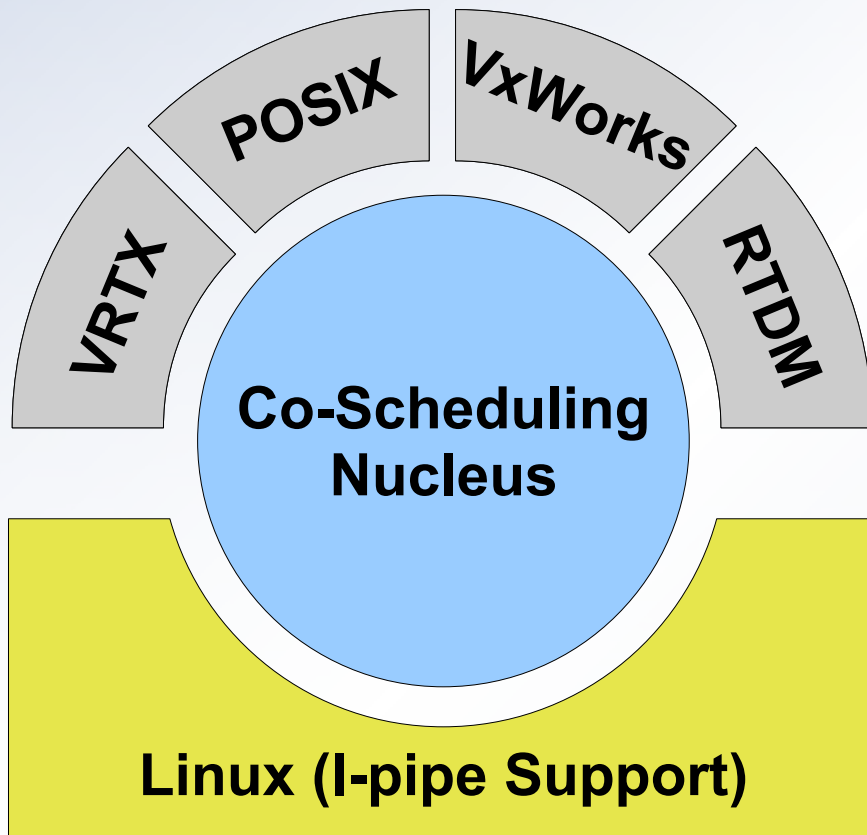 VRTX
POSIX
VxWorks
RTDM
Co-Scheduling
Nucleus
Linux (I-pipe Support)